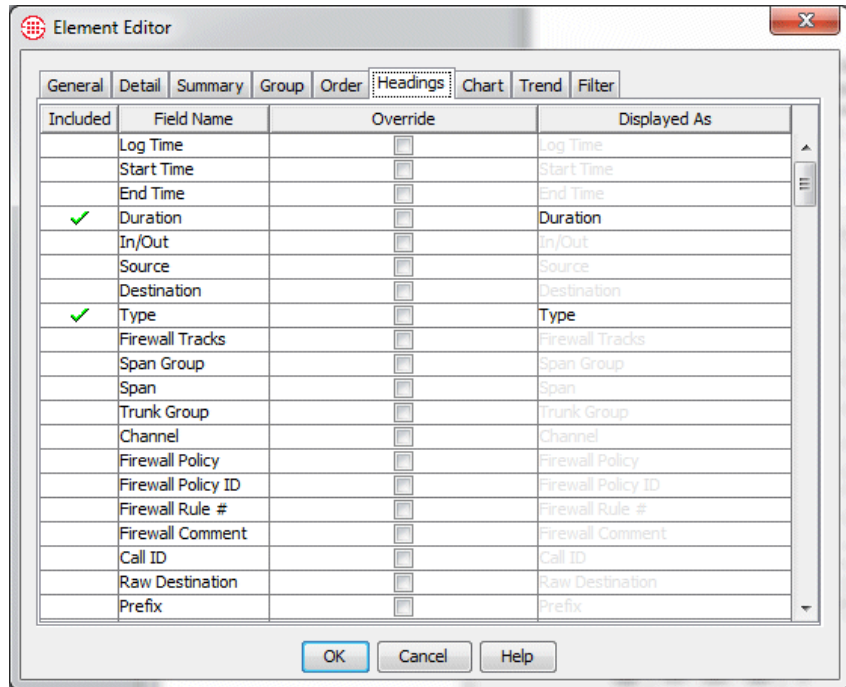 Element Editor
General Detail Summary Group Order Headings Chart Trend Filter
Included Field Name Override Displayed As
Log Time Log Time
Start Time Start Time
End Time End Time
Duration Duration
In/Out In/Out
Source Source
Destination Destination
Type Type
Firewall Tracks Firewall Tracks
Span Group Span Group
Span Span
Trunk Group Trunk Group
Channel Channel
Firewall Policy Firewall Policy
Firewall Policy ID Firewall Policy ID
Firewall Rule # Firewall Rule #
Firewall Comment Firewall Comment
Call ID Call ID
Raw Destination Raw Destination
Prefix Prefix
OK Cancel Help